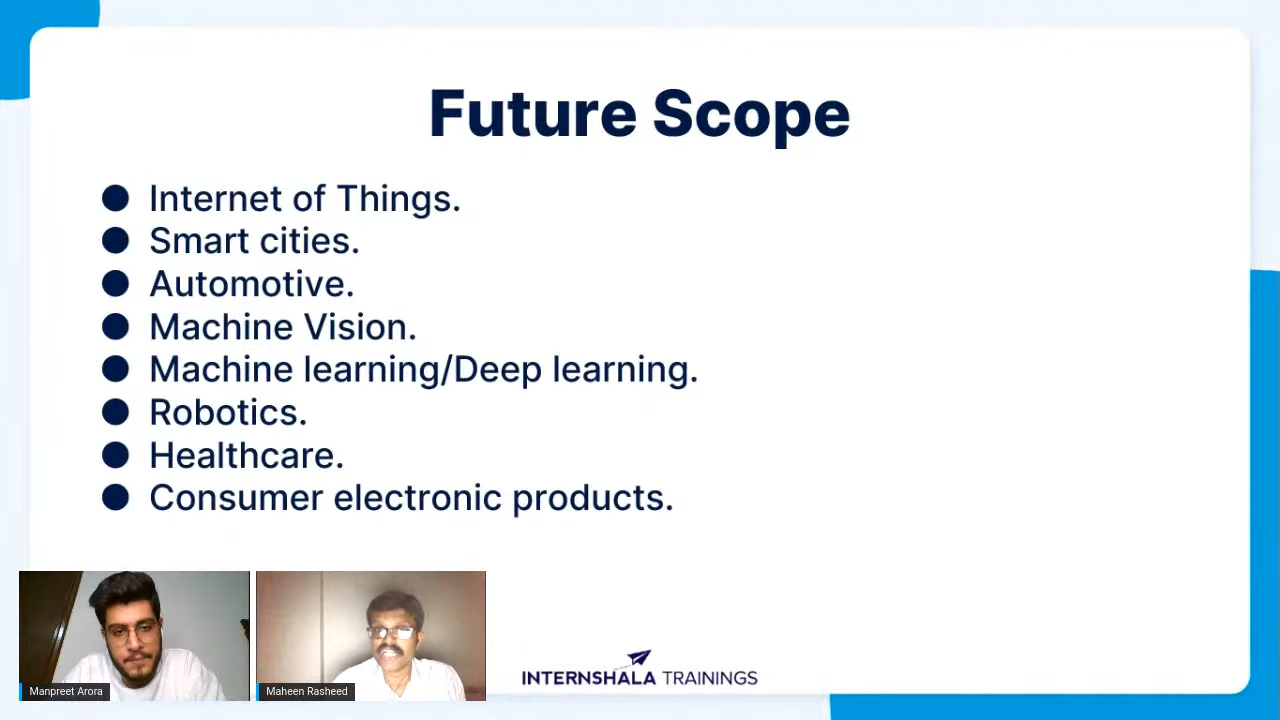 Future Scope
● Internet of Things.
● Smart cities.
● Automotive.
● Machine Vision.
● Machine learning/Deep learning.
● Robotics.
● Healthcare.
● Consumer electronic products.
Manpreet Arora
Maheen Rasheed
INTERNSHALA TRAININGS